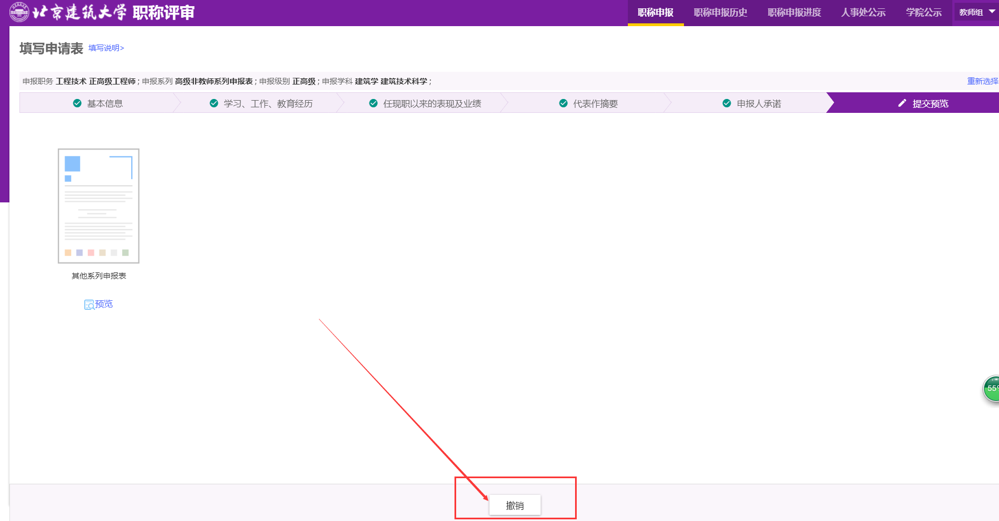 北京建筑大学 职称评审
职称申报 职称申报历史 职称申报进度 人事处公示 学院公示 教师组
填写申请表 填写说明>
申报职务 工程技术 正高级工程师 ; 申报系列 高级非教师系列申报表 ; 申报级别 正高级 ; 申报学科 建筑学 建筑技术科学 ; 重新选择
基本信息 学习、工作、教育经历 任现职以来的表现及业绩 代表作摘要 申报人承诺 提交预览
其他系列申报表
预览
55%
撤销